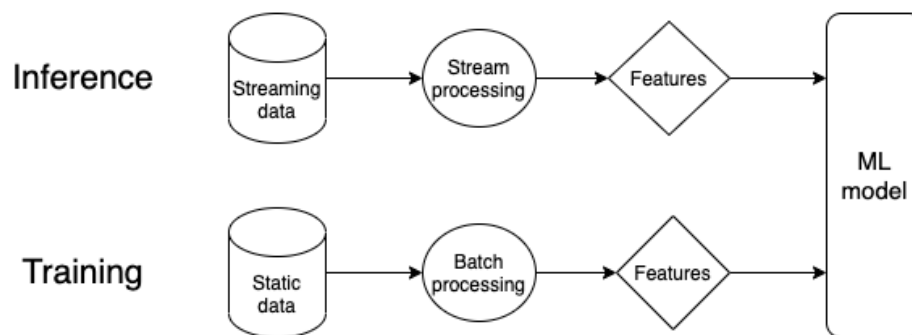 Inference
Streaming
data
Stream
processing
Features
ML
model
Training
Static
data
Batch
processing
Features